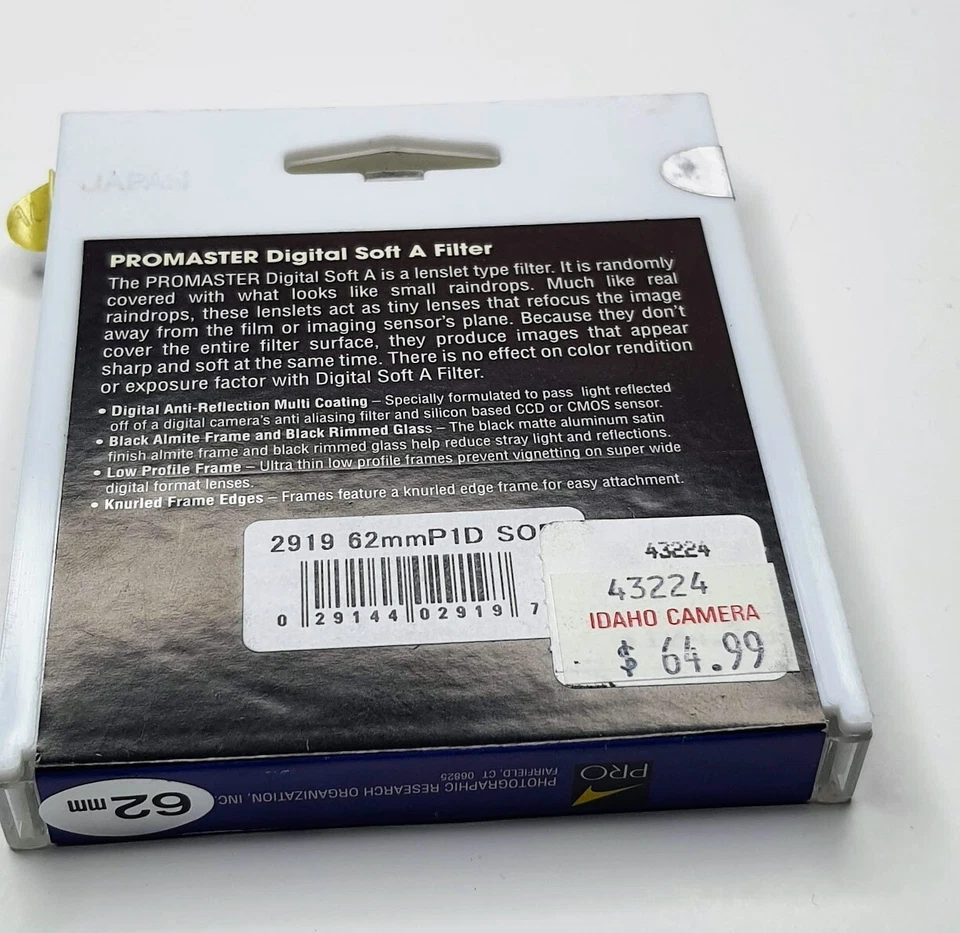 JAPAN
PROMASTER Digital Soft A Filter
The PROMASTER Digital Soft A is a lenslet type filter. It is randomly
covered with what looks like small raindrops. Much like real
raindrops, these lenslets act as tiny lenses that refocus the image
away from the film or imaging sensor's plane. Because they don't
cover the entire filter surface, they produce images that appear
sharp and soft at the same time. There is no effect on color rendition
or exposure factor with Digital Soft A Filter.
• Digital Anti-Reflection Multi Coating – Specially formulated to pass light reflected
off of a digital camera's anti aliasing filter and silicon based CCD or CMOS sensor.
• Black Almite Frame and Black Rimmed Glass – The black matte aluminum satin
finish almite frame and black rimmed glass help reduce stray light and reflections.
• Low Profile Frame – Ultra thin low profile frames prevent vignetting on super wide
digital format lenses.
• Knurled Frame Edges – Frames feature a knurled edge frame for easy attachment.
2919 62mmP1D SO
0 29144 02919 7
43224
43224
IDAHO CAMERA
$ 64.99
PRO
PHOTOGRAPHIC RESEARCH ORGANIZATION, INC
FAIRFIELD, CT 06825
62mm